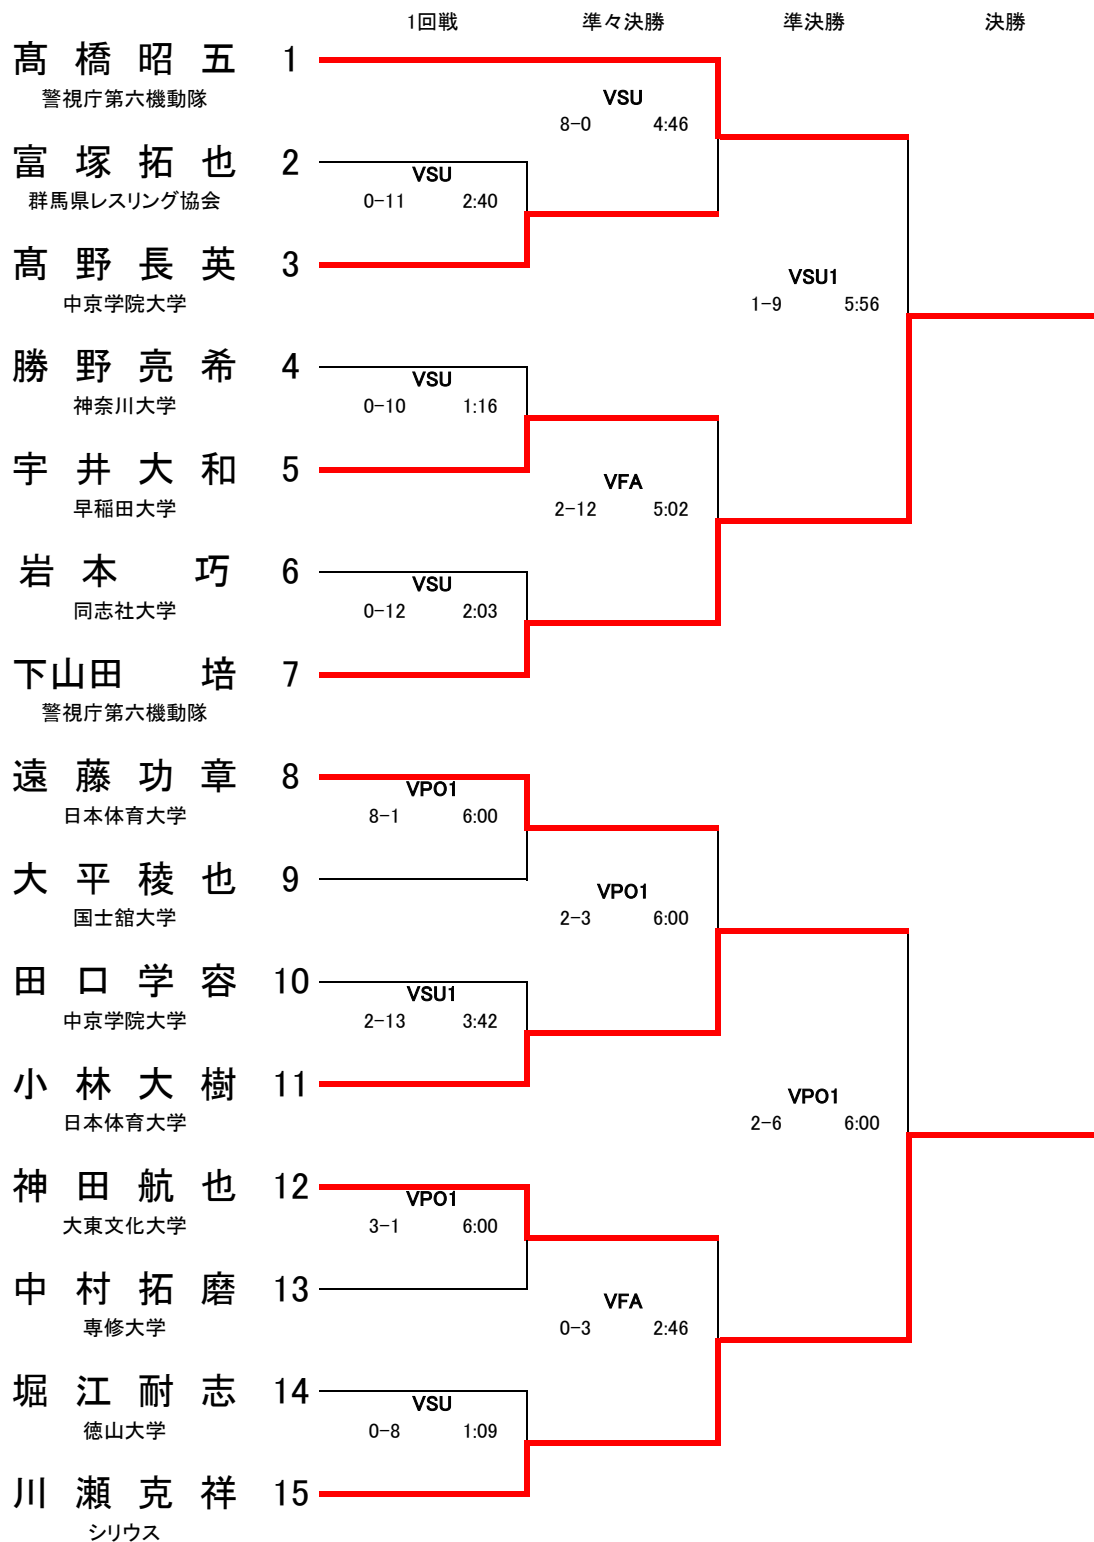 1回戦 準々決勝 準決勝 決勝
髙橋昭五 1
警視庁第六機動隊
VSU
8-0 4:46
富塚拓也 2
群馬県レスリング協会
VSU
0-11 2:40
髙野長英 3
中京学院大学
VSU1
1-9 5:56
勝野亮希 4
神奈川大学
VSU
0-10 1:16
宇井大和 5
早稲田大学
VFA
2-12 5:02
岩本巧 6
同志社大学
VSU
0-12 2:03
下山田培 7
警視庁第六機動隊
遠藤功章 8
日本体育大学
VPO1
8-1 6:00
大平稜也 9
国士舘大学
VPO1
2-3 6:00
田口学容 10
中京学院大学
VSU1
2-13 3:42
小林大樹 11
日本体育大学
VPO1
2-6 6:00
神田航也 12
大東文化大学
VPO1
3-1 6:00
中村拓磨 13
専修大学
VFA
0-3 2:46
堀江耐志 14
徳山大学
VSU
0-8 1:09
川瀬克祥 15
シリウス